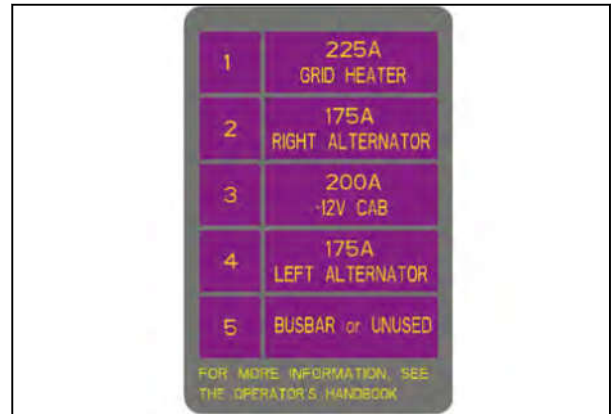 1
225A
GRID HEATER
2
175A
RIGHT ALTERNATOR
3
200A
-12V CAB
4
175A
LEFT ALTERNATOR
5
BUSBAR or UNUSED
FOR MORE INFORMATION, SEE
THE OPERATOR'S HANDBOOK